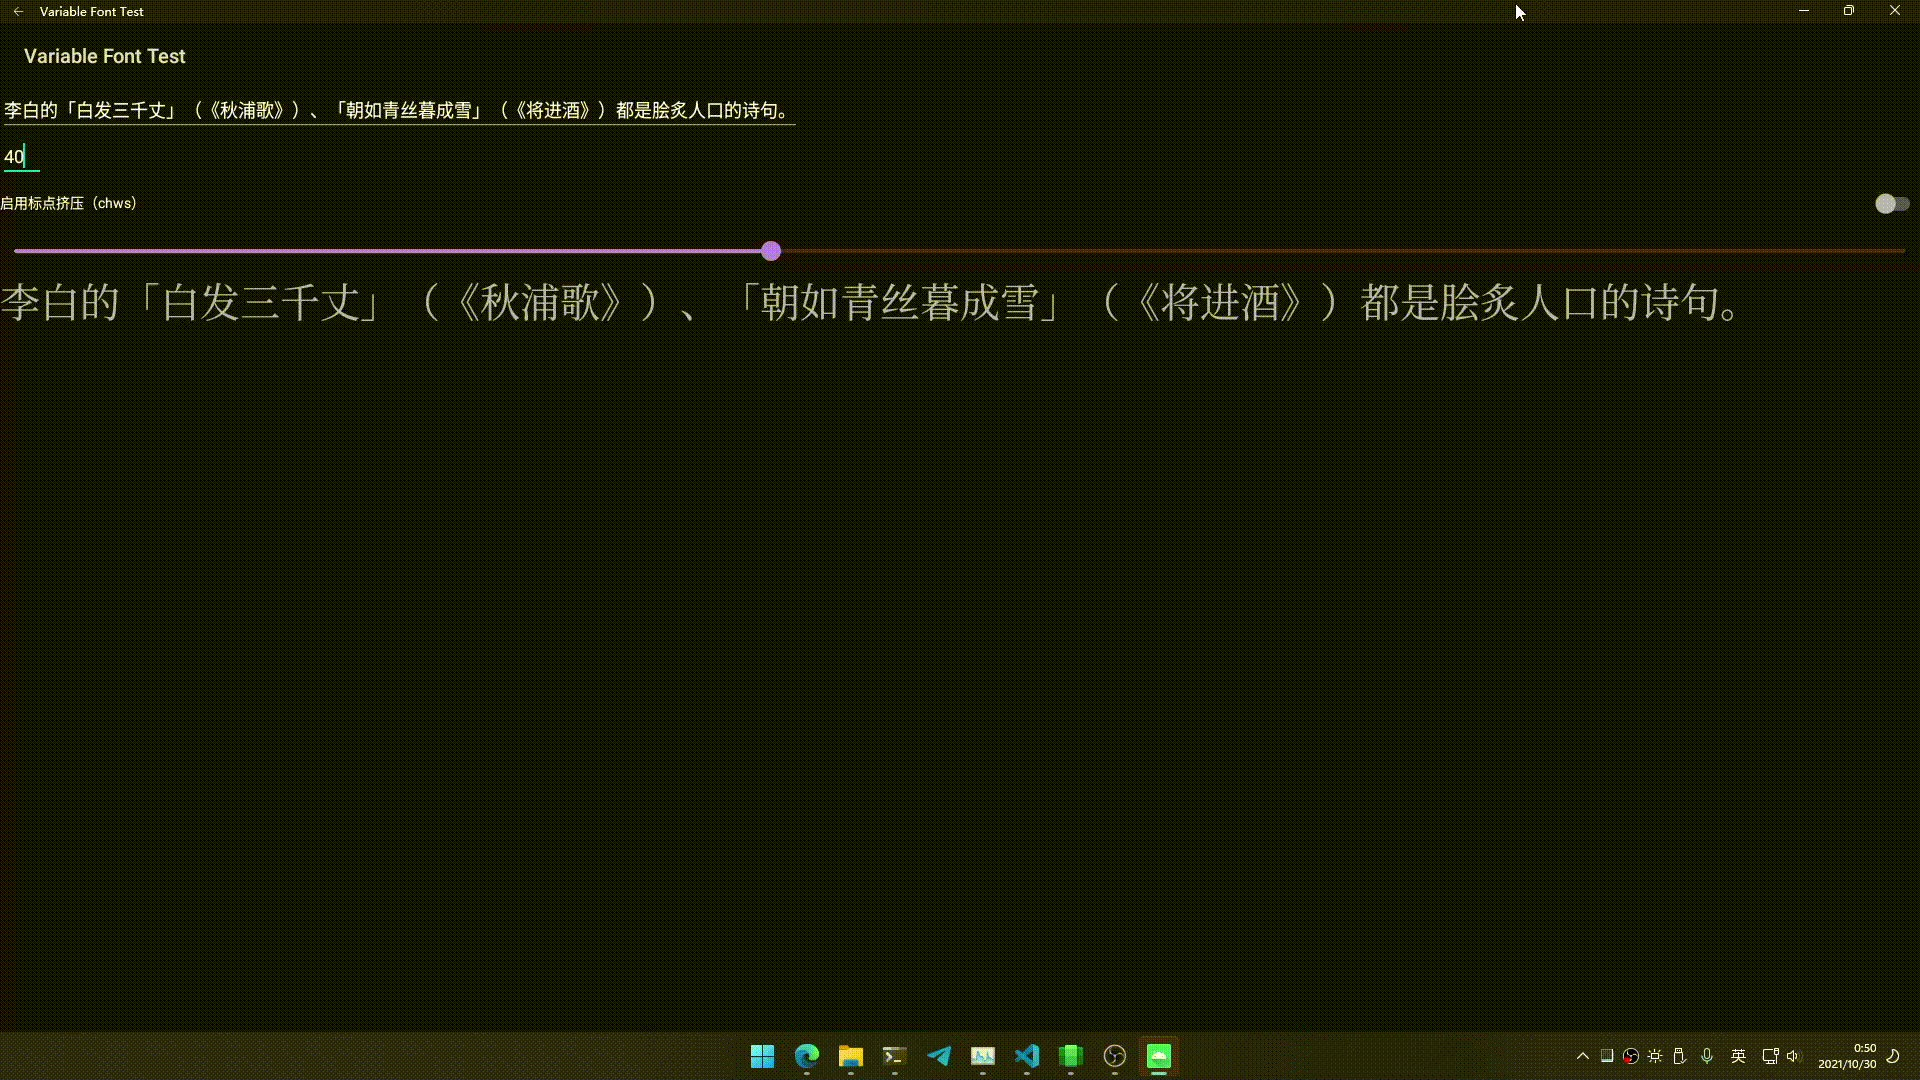 Variable Font Test
Variable Font Test
李白的「白发三千丈」（《秋浦歌》）、「朝如青丝暮成雪」（《将进酒》）都是脍炙人口的诗句。
40
启用标点挤压（chws）
李白的「白发三千丈」（《秋浦歌》）、「朝如青丝暮成雪」（《将进酒》）都是脍炙人口的诗句。
英
0:50
2021/10/30